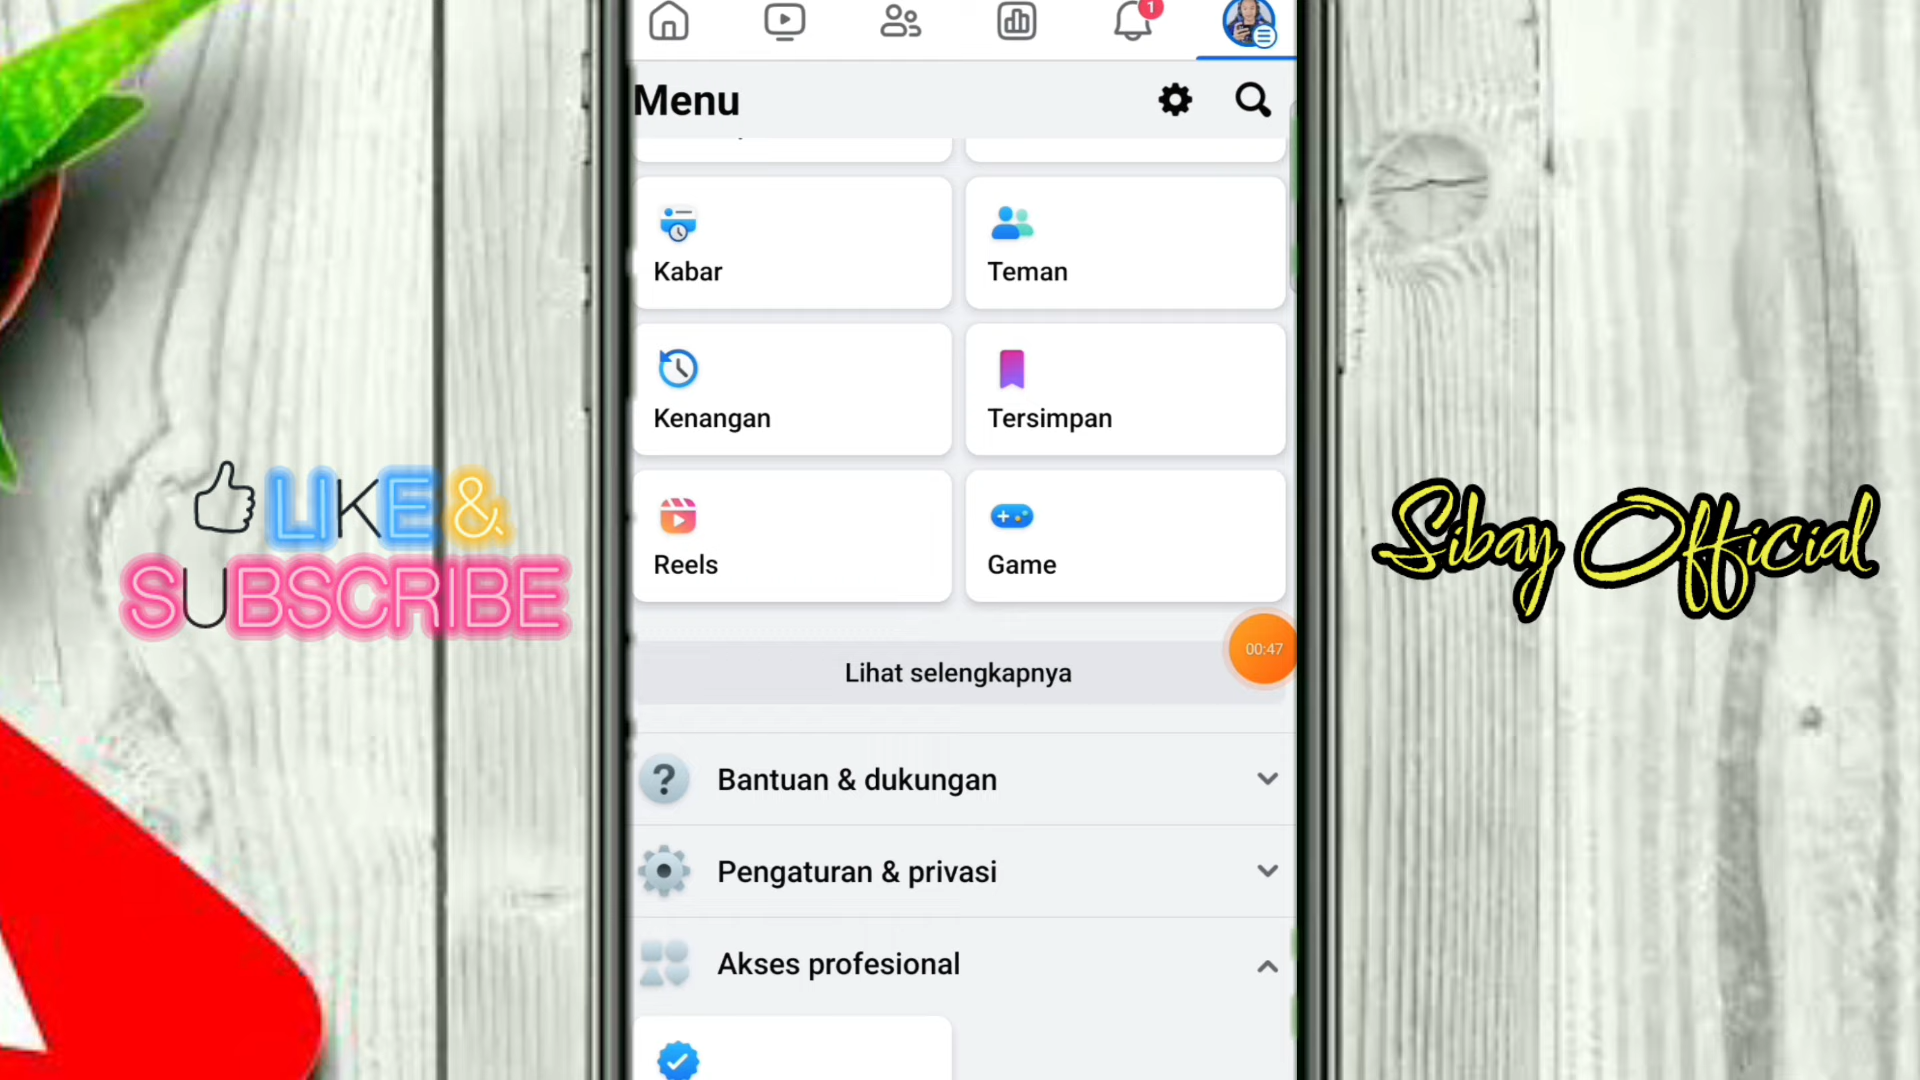 1
Menu
Kabar
Teman
Kenangan
Tersimpan
Reels
Game
00:47
Lihat selengkapnya
Bantuan & dukungan
Pengaturan & privasi
Akses profesional
LIKE &
SUBSCRIBE
Sibay Official